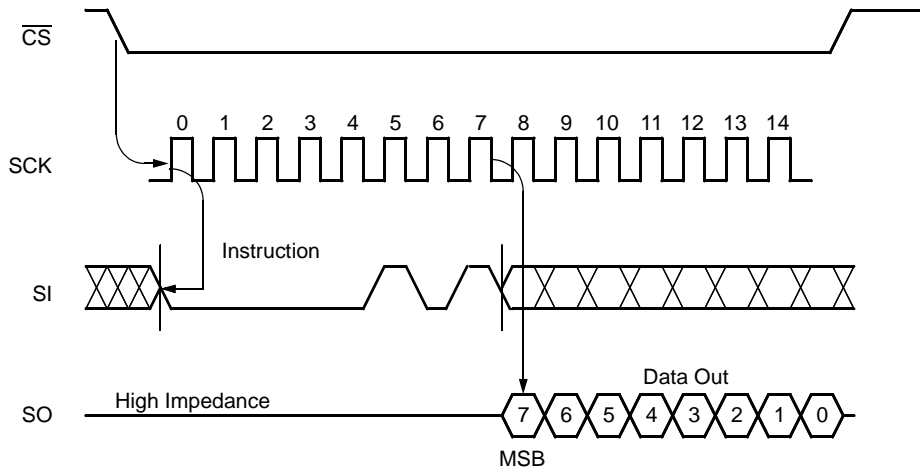 CS
0 1 2 3 4 5 6 7 8 9 10 11 12 13 14
SCK
Instruction
SI
Data Out
High Impedance
SO
7 6 5 4 3 2 1 0
MSB